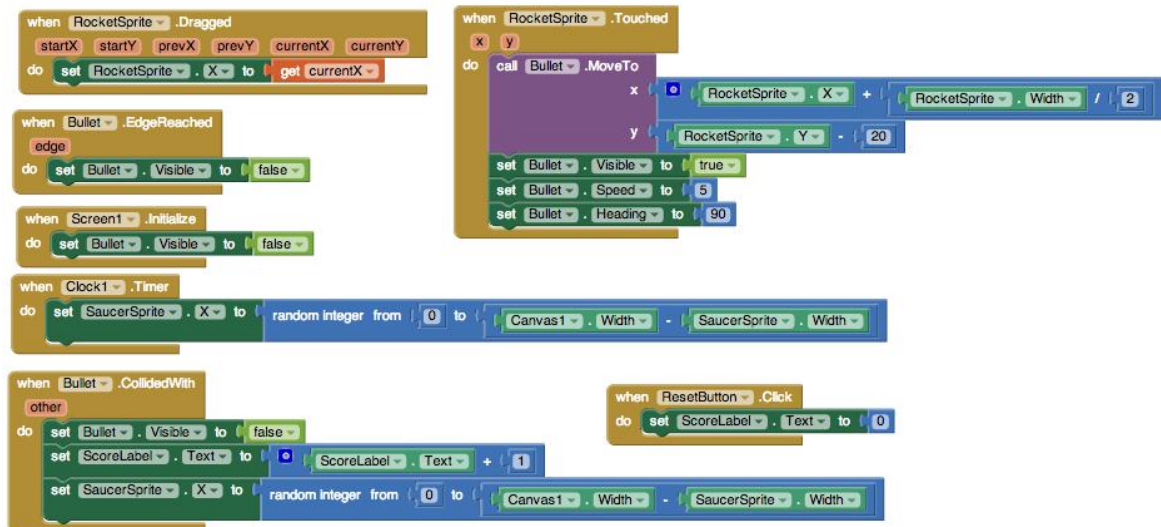 when RocketSprite .Dragged
startX startY prevX prevY currentX currentY
do set RocketSprite . X to get currentX
when Bullet .EdgeReached
edge
do set Bullet . Visible to false
when Screen1 .Initialize
do set Bullet . Visible to false
when RocketSprite .Touched
x y
do call Bullet .MoveTo
x RocketSprite . X + RocketSprite . Width / 2
y RocketSprite . Y - 20
set Bullet . Visible to true
set Bullet . Speed to 5
set Bullet . Heading to 90
when Clock1 .Timer
do set SaucerSprite . X to random integer from 0 to Canvas1 . Width - SaucerSprite . Width
when Bullet .CollidedWith
other
do set Bullet . Visible to false
set ScoreLabel . Text to ScoreLabel . Text + 1
set SaucerSprite . X to random integer from 0 to Canvas1 . Width - SaucerSprite . Width
when ResetButton .Click
do set ScoreLabel . Text to 0